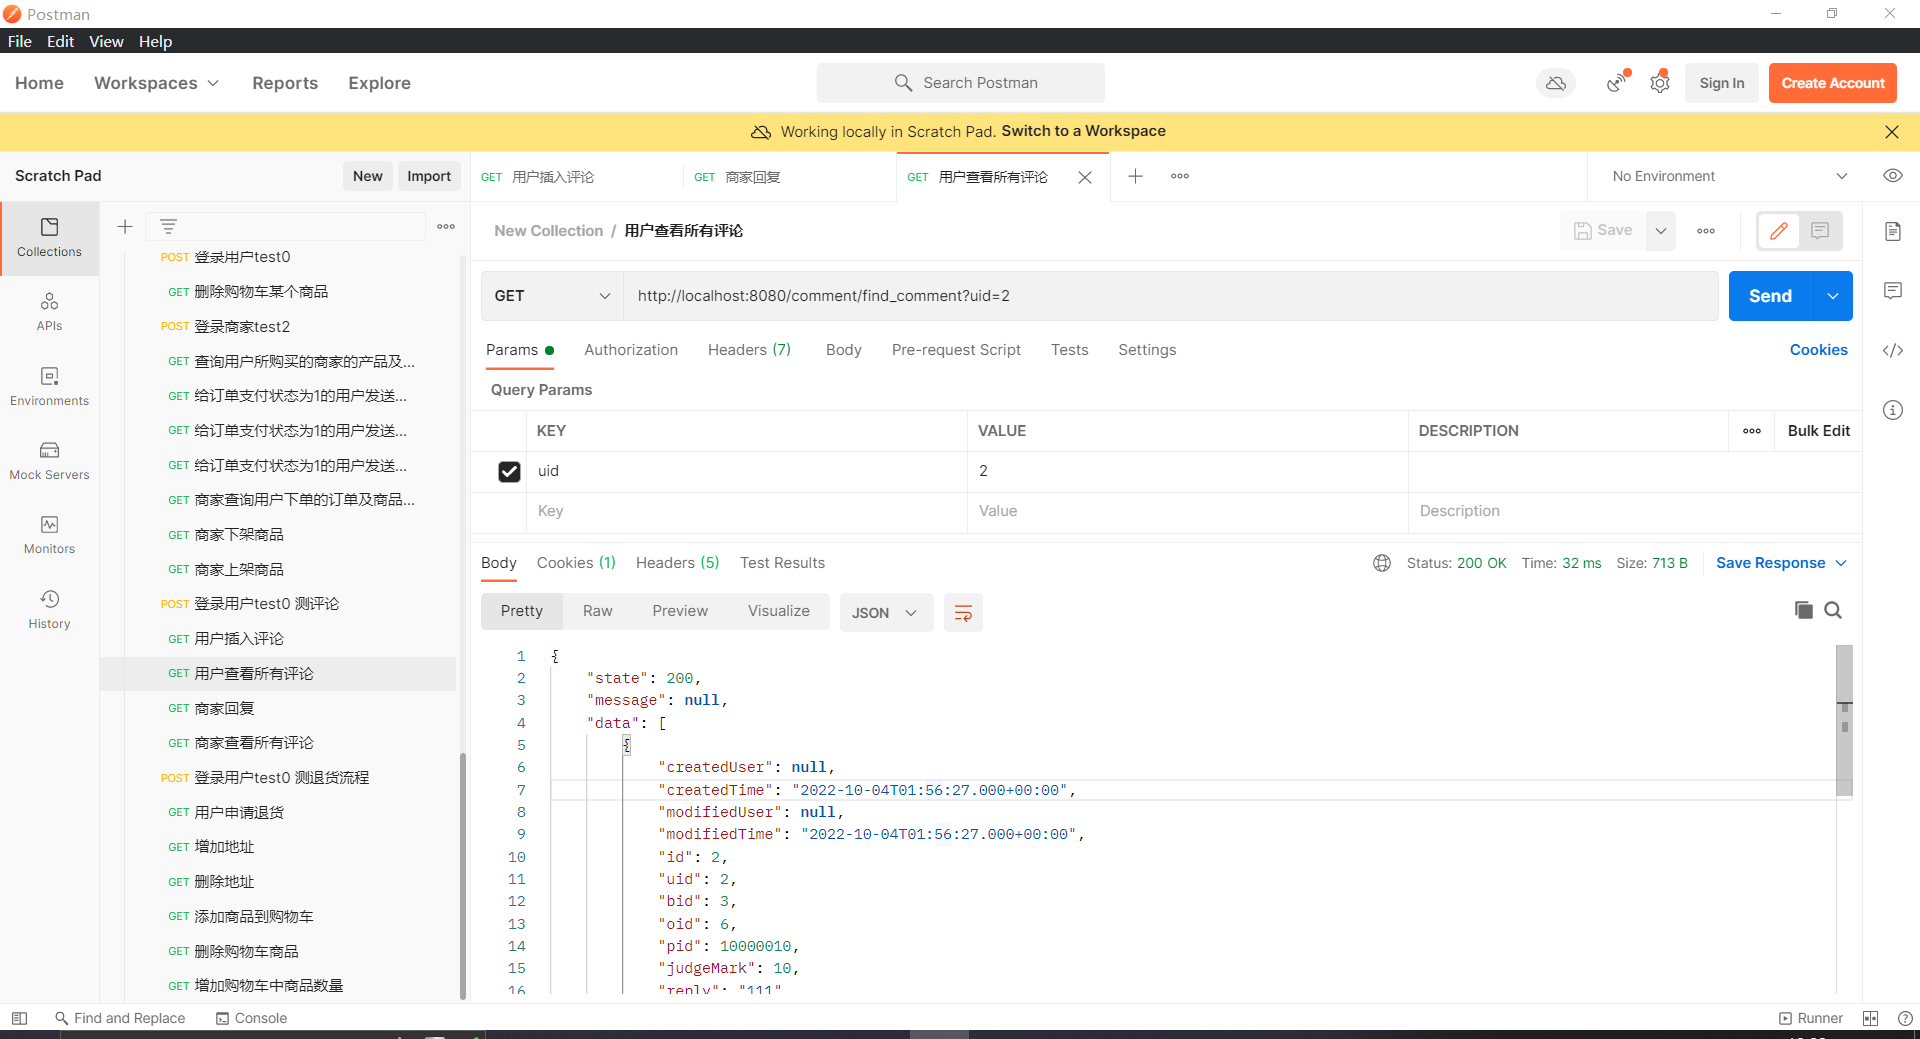 Postman
File Edit View Help
Home Workspaces Reports Explore Search Postman Sign In Create Account
Working locally in Scratch Pad. Switch to a Workspace
Scratch Pad New Import
GET 用户插入评论 GET 商家回复 GET 用户查看所有评论 No Environment
Collections
APIs
Environments
Mock Servers
Monitors
History
POST 登录用户test0
GET 删除购物车某个商品
POST 登录商家test2
GET 查询用户所购买的商家的产品及...
GET 给订单支付状态为1的用户发送...
GET 给订单支付状态为1的用户发送...
GET 给订单支付状态为1的用户发送...
GET 商家查询用户下单的订单及商品...
GET 商家下架商品
GET 商家上架商品
POST 登录用户test0 测评论
GET 用户插入评论
GET 用户查看所有评论
GET 商家回复
GET 商家查看所有评论
POST 登录用户test0 测退货流程
GET 用户申请退货
GET 增加地址
GET 删除地址
GET 添加商品到购物车
GET 删除购物车商品
GET 增加购物车中商品数量
New Collection / 用户查看所有评论 Save
GET http://localhost:8080/comment/find_comment?uid=2 Send
Params Authorization Headers (7) Body Pre-request Script Tests Settings Cookies
Query Params
KEY VALUE DESCRIPTION Bulk Edit
uid 2
Key Value Description
Body Cookies (1) Headers (5) Test Results Status: 200 OK Time: 32 ms Size: 713 B Save Response
Pretty Raw Preview Visualize JSON
1 {
2 "state": 200,
3 "message": null,
4 "data": [
5 {
6 "createdUser": null,
7 "createdTime": "2022-10-04T01:56:27.000+00:00",
8 "modifiedUser": null,
9 "modifiedTime": "2022-10-04T01:56:27.000+00:00",
10 "id": 2,
11 "uid": 2,
12 "bid": 3,
13 "oid": 6,
14 "pid": 10000010,
15 "judgeMark": 10,
16 "reply": "111"
Find and Replace Console Runner